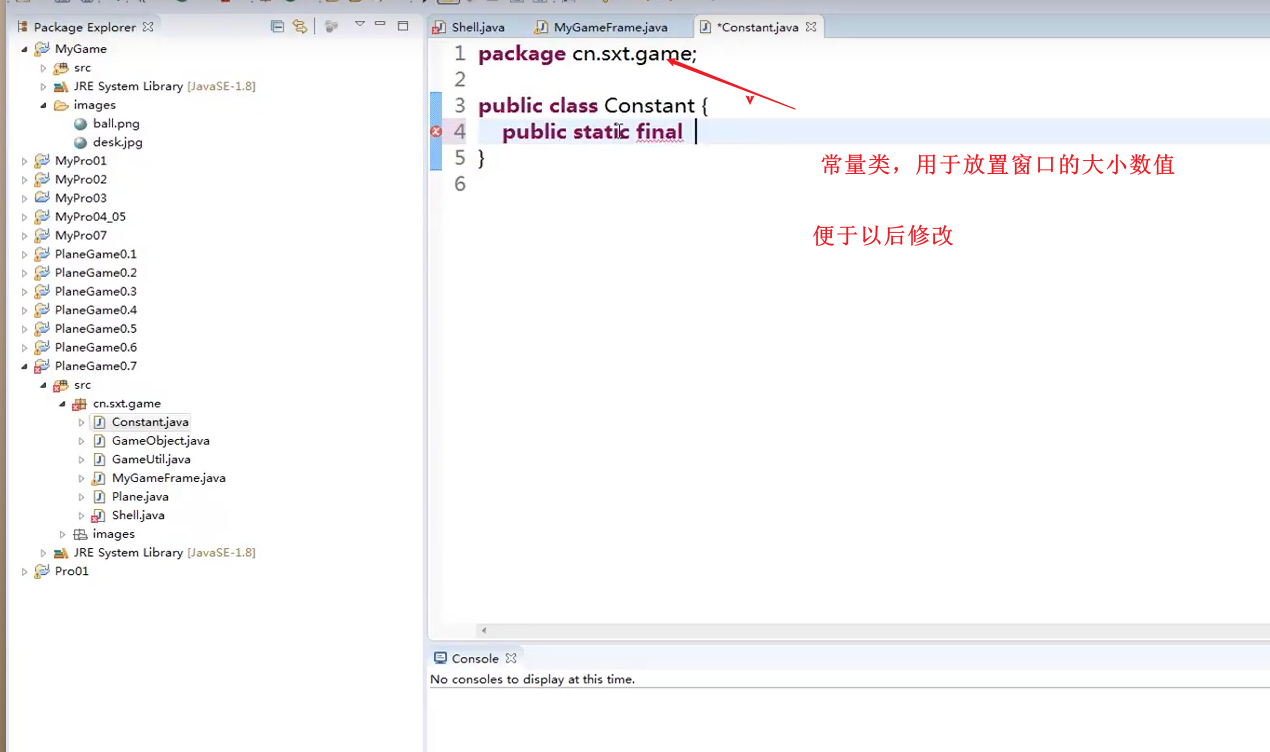 Package Explorer
MyGame
src
JRE System Library [JavaSE-1.8]
images
ball.png
desk.jpg
MyPro01
MyPro02
MyPro03
MyPro04_05
MyPro07
PlaneGame0.1
PlaneGame0.2
PlaneGame0.3
PlaneGame0.4
PlaneGame0.5
PlaneGame0.6
PlaneGame0.7
src
cn.sxt.game
Constant.java
GameObject.java
GameUtil.java
MyGameFrame.java
Plane.java
Shell.java
images
JRE System Library [JavaSE-1.8]
Pro01
Shell.java MyGameFrame.java *Constant.java
1 package cn.sxt.game;
2
3 public class Constant {
4 public static final
5 }
6
常量类，用于放置窗口的大小数值
便于以后修改
Console
No consoles to display at this time.